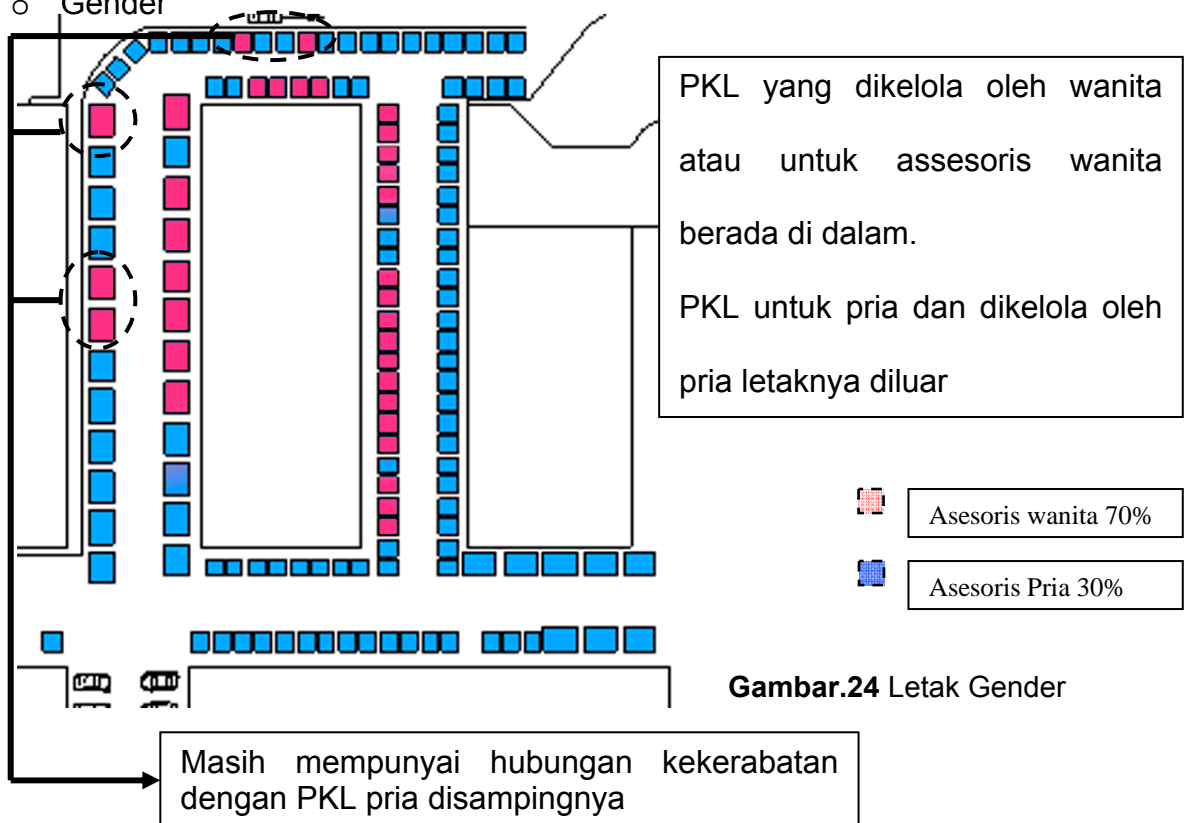 o Gender
PKL yang dikelola oleh wanita
atau untuk assesoris wanita
berada di dalam.
PKL untuk pria dan dikelola oleh
pria letaknya diluar
Asesoris wanita 70%
Asesoris Pria 30%
Gambar.24 Letak Gender
Masih mempunyai hubungan kekerabatan
dengan PKL pria disampingnya